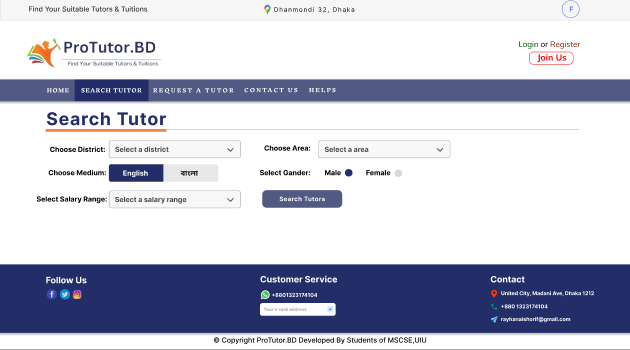 Find Your Suitable Tutors & Tuitions
Dhanmondi 32, Dhaka
F
ProTutor.BD
Find Your Suitable Tutors & Tuitions
Login or Register
Join Us
HOME SEARCH TUITOR REQUEST A TUTOR CONTACT US HELPS
Search Tutor
Choose District: Select a district
Choose Area: Select a area
Choose Medium: English বাংলা
Select Gander: Male Female
Select Salary Range: Select a salary range
Search Tutors
Follow Us
Customer Service
+8801323174104
Your e-mail address
Contact
United City, Madani Ave, Dhaka 1212
+880 1323174104
rayhanalshorif@gmail.com
© Copyright ProTutor.BD Developed By Students of MSCSE,UIU